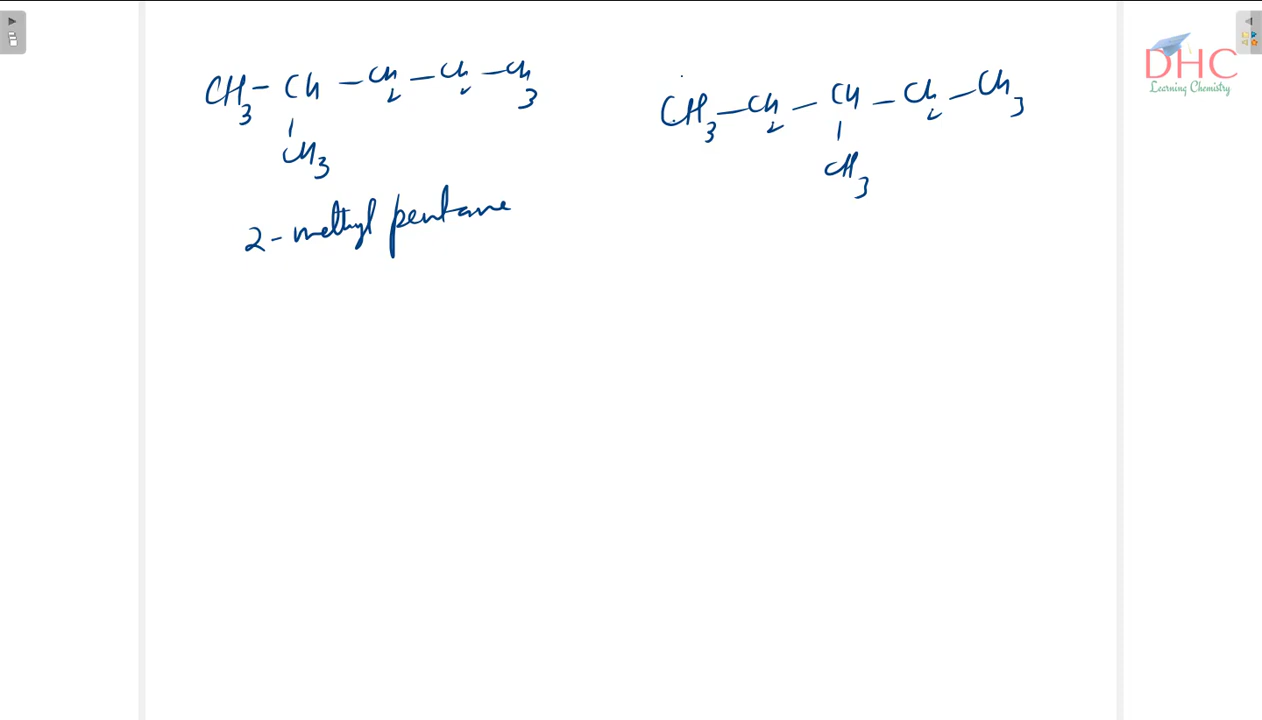 CH3 - CH - CH2 - CH2 - CH3
CH3
2-methyl pentane
CH3 - CH2 - CH - CH2 - CH3
CH3
DHC
Learning Chemistry